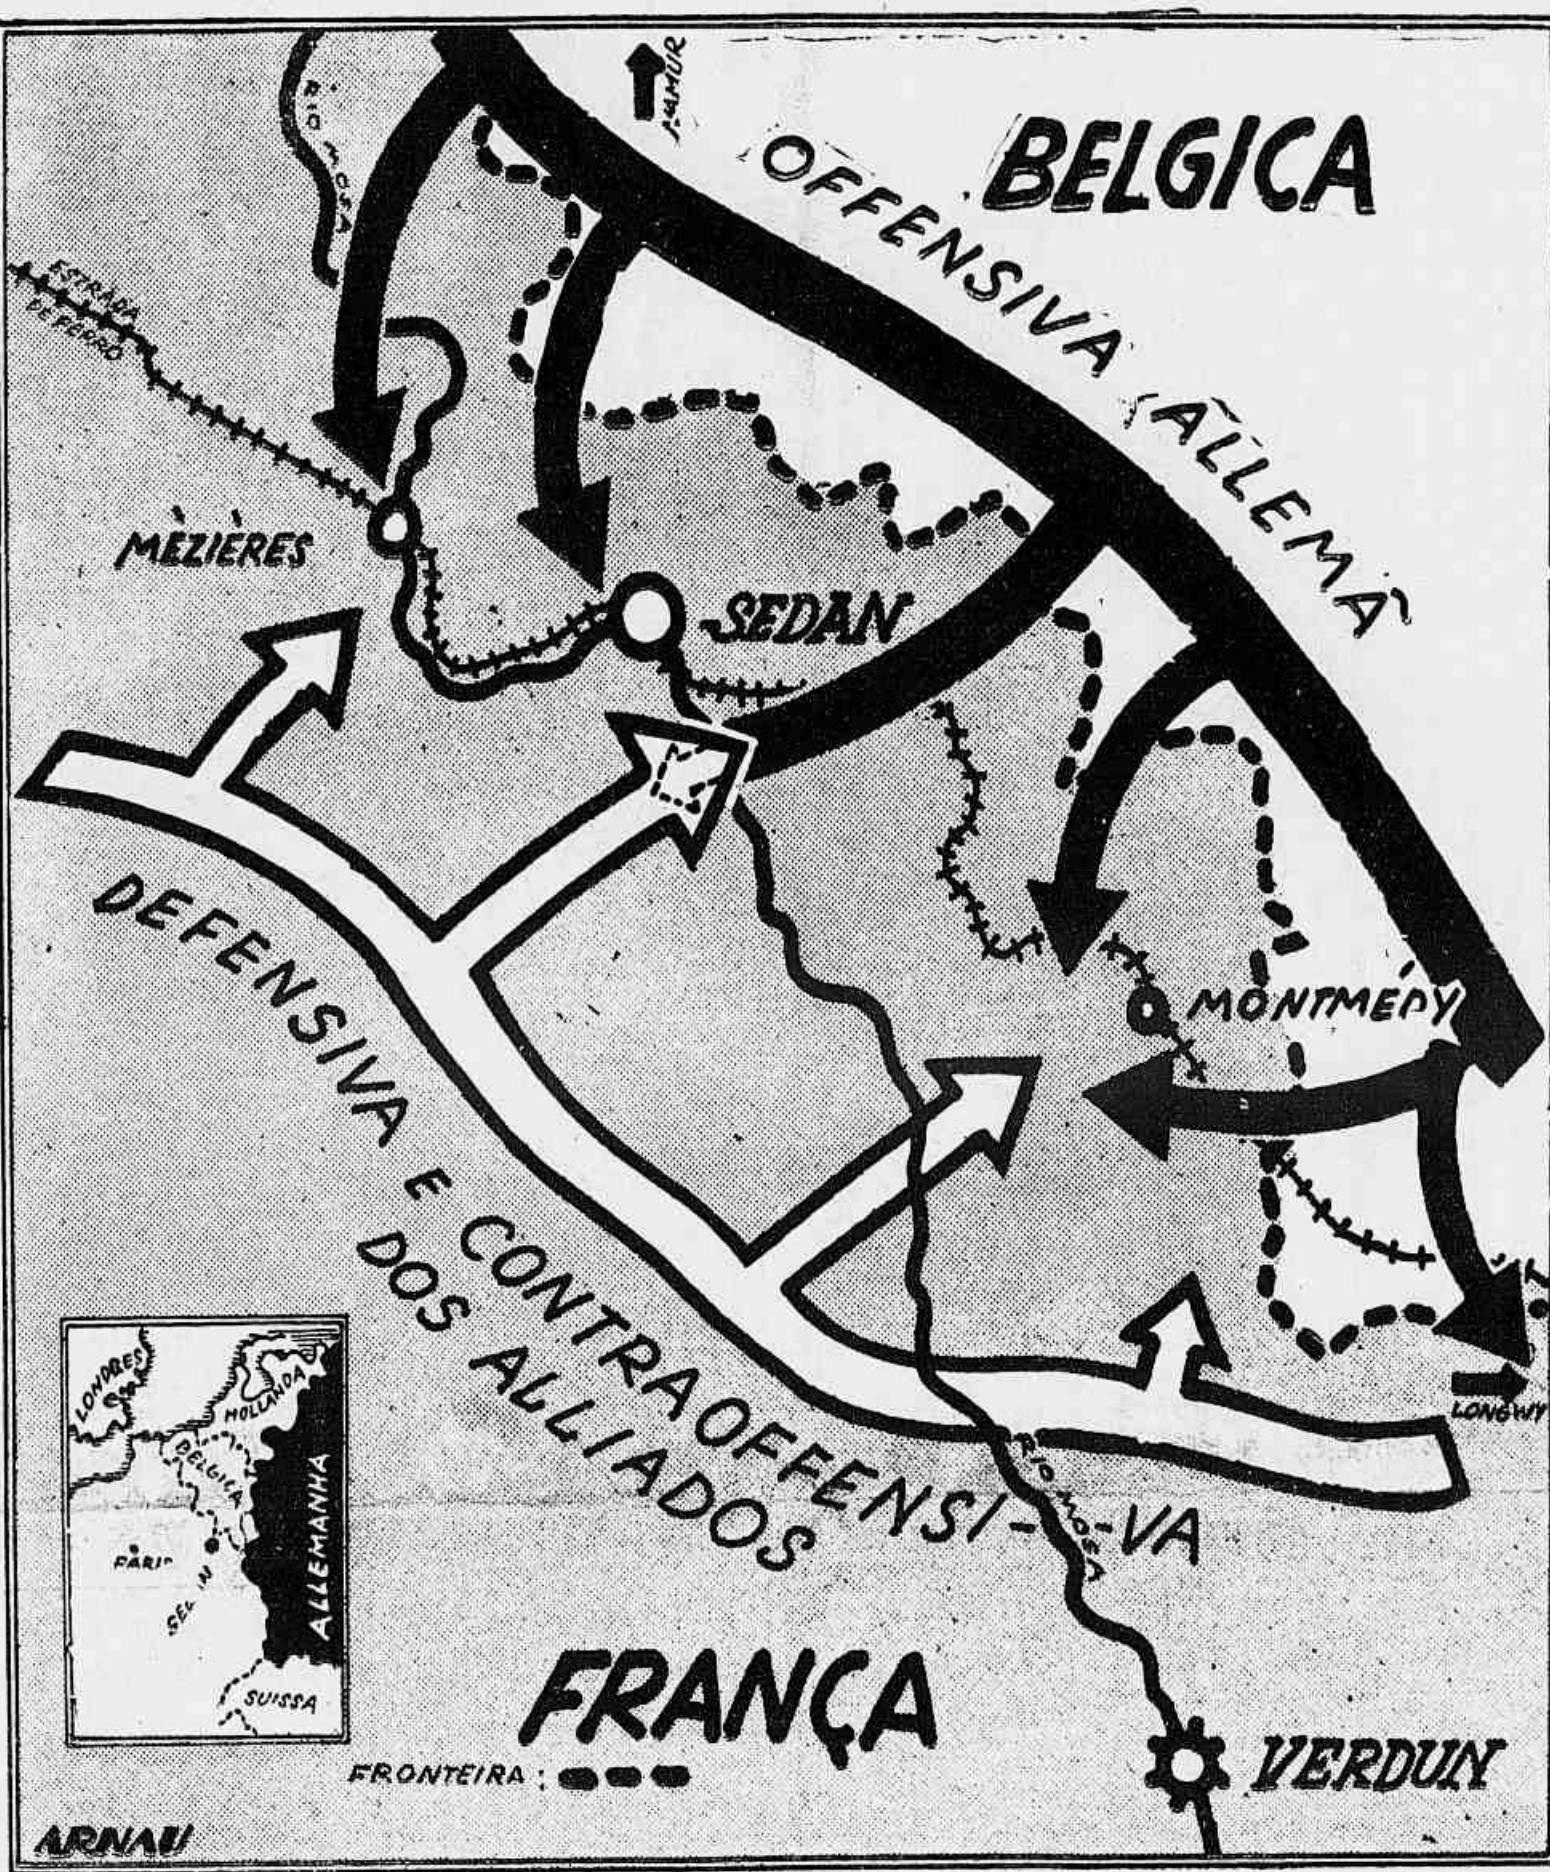 RIO MOSA
NAMUR
BELGICA
OFFENSIVA ALLEMÃ
ESTRADA
DE FERRO
MÈZIÈRES
SEDAN
MONTMÉDY
DEFENSIVA E CONTRAOFFENSI-VA
DOS ALLIADOS
LONGWY
RIO MOSA
LONDRES
HOLLANDA
BELGICA
ALLEMANHA
SUISSA
FRANÇA
FRONTEIRA:
VERDUN
ARNAU